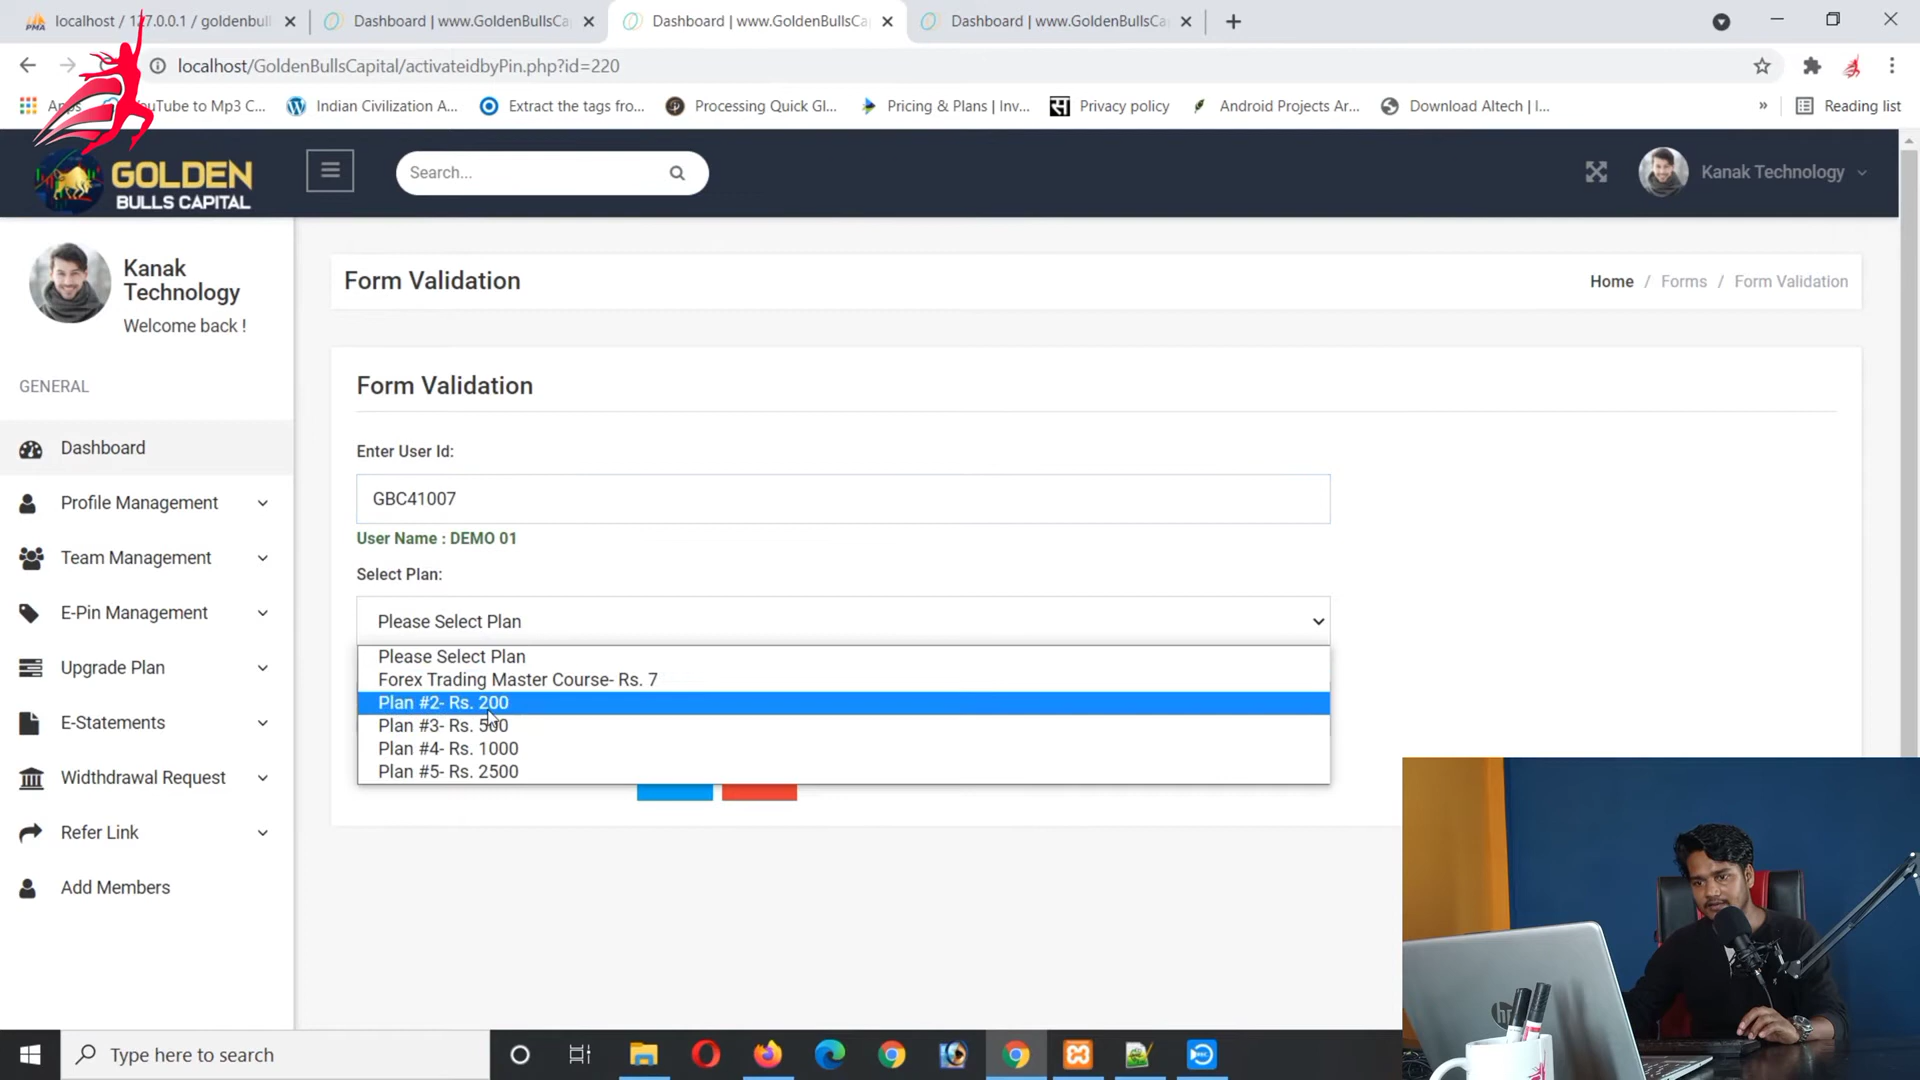 localhost / 127.0.0.1 / goldenbull
Dashboard | www.GoldenBullsCa
Dashboard | www.GoldenBullsCa
Dashboard | www.GoldenBullsCa
localhost/GoldenBullsCapital/activateidbyPin.php?id=220
YouTube to Mp3 C...
Indian Civilization A...
Extract the tags from...
Processing Quick Gl...
Pricing & Plans | Inv...
Privacy policy
Android Projects Ar...
Download Altech | I...
»
Reading list
GOLDEN
BULLS CAPITAL
Search...
Kanak Technology
Kanak
Technology
Welcome back !
GENERAL
Dashboard
Profile Management
Team Management
E-Pin Management
Upgrade Plan
E-Statements
Widthdrawal Request
Refer Link
Add Members
Form Validation
Home / Forms / Form Validation
Form Validation
Enter User Id:
GBC41007
User Name : DEMO 01
Select Plan:
Please Select Plan
Please Select Plan
Forex Trading Master Course- Rs. 7
Plan #2- Rs. 200
Plan #3- Rs. 500
Plan #4- Rs. 1000
Plan #5- Rs. 2500
hp
Type here to search